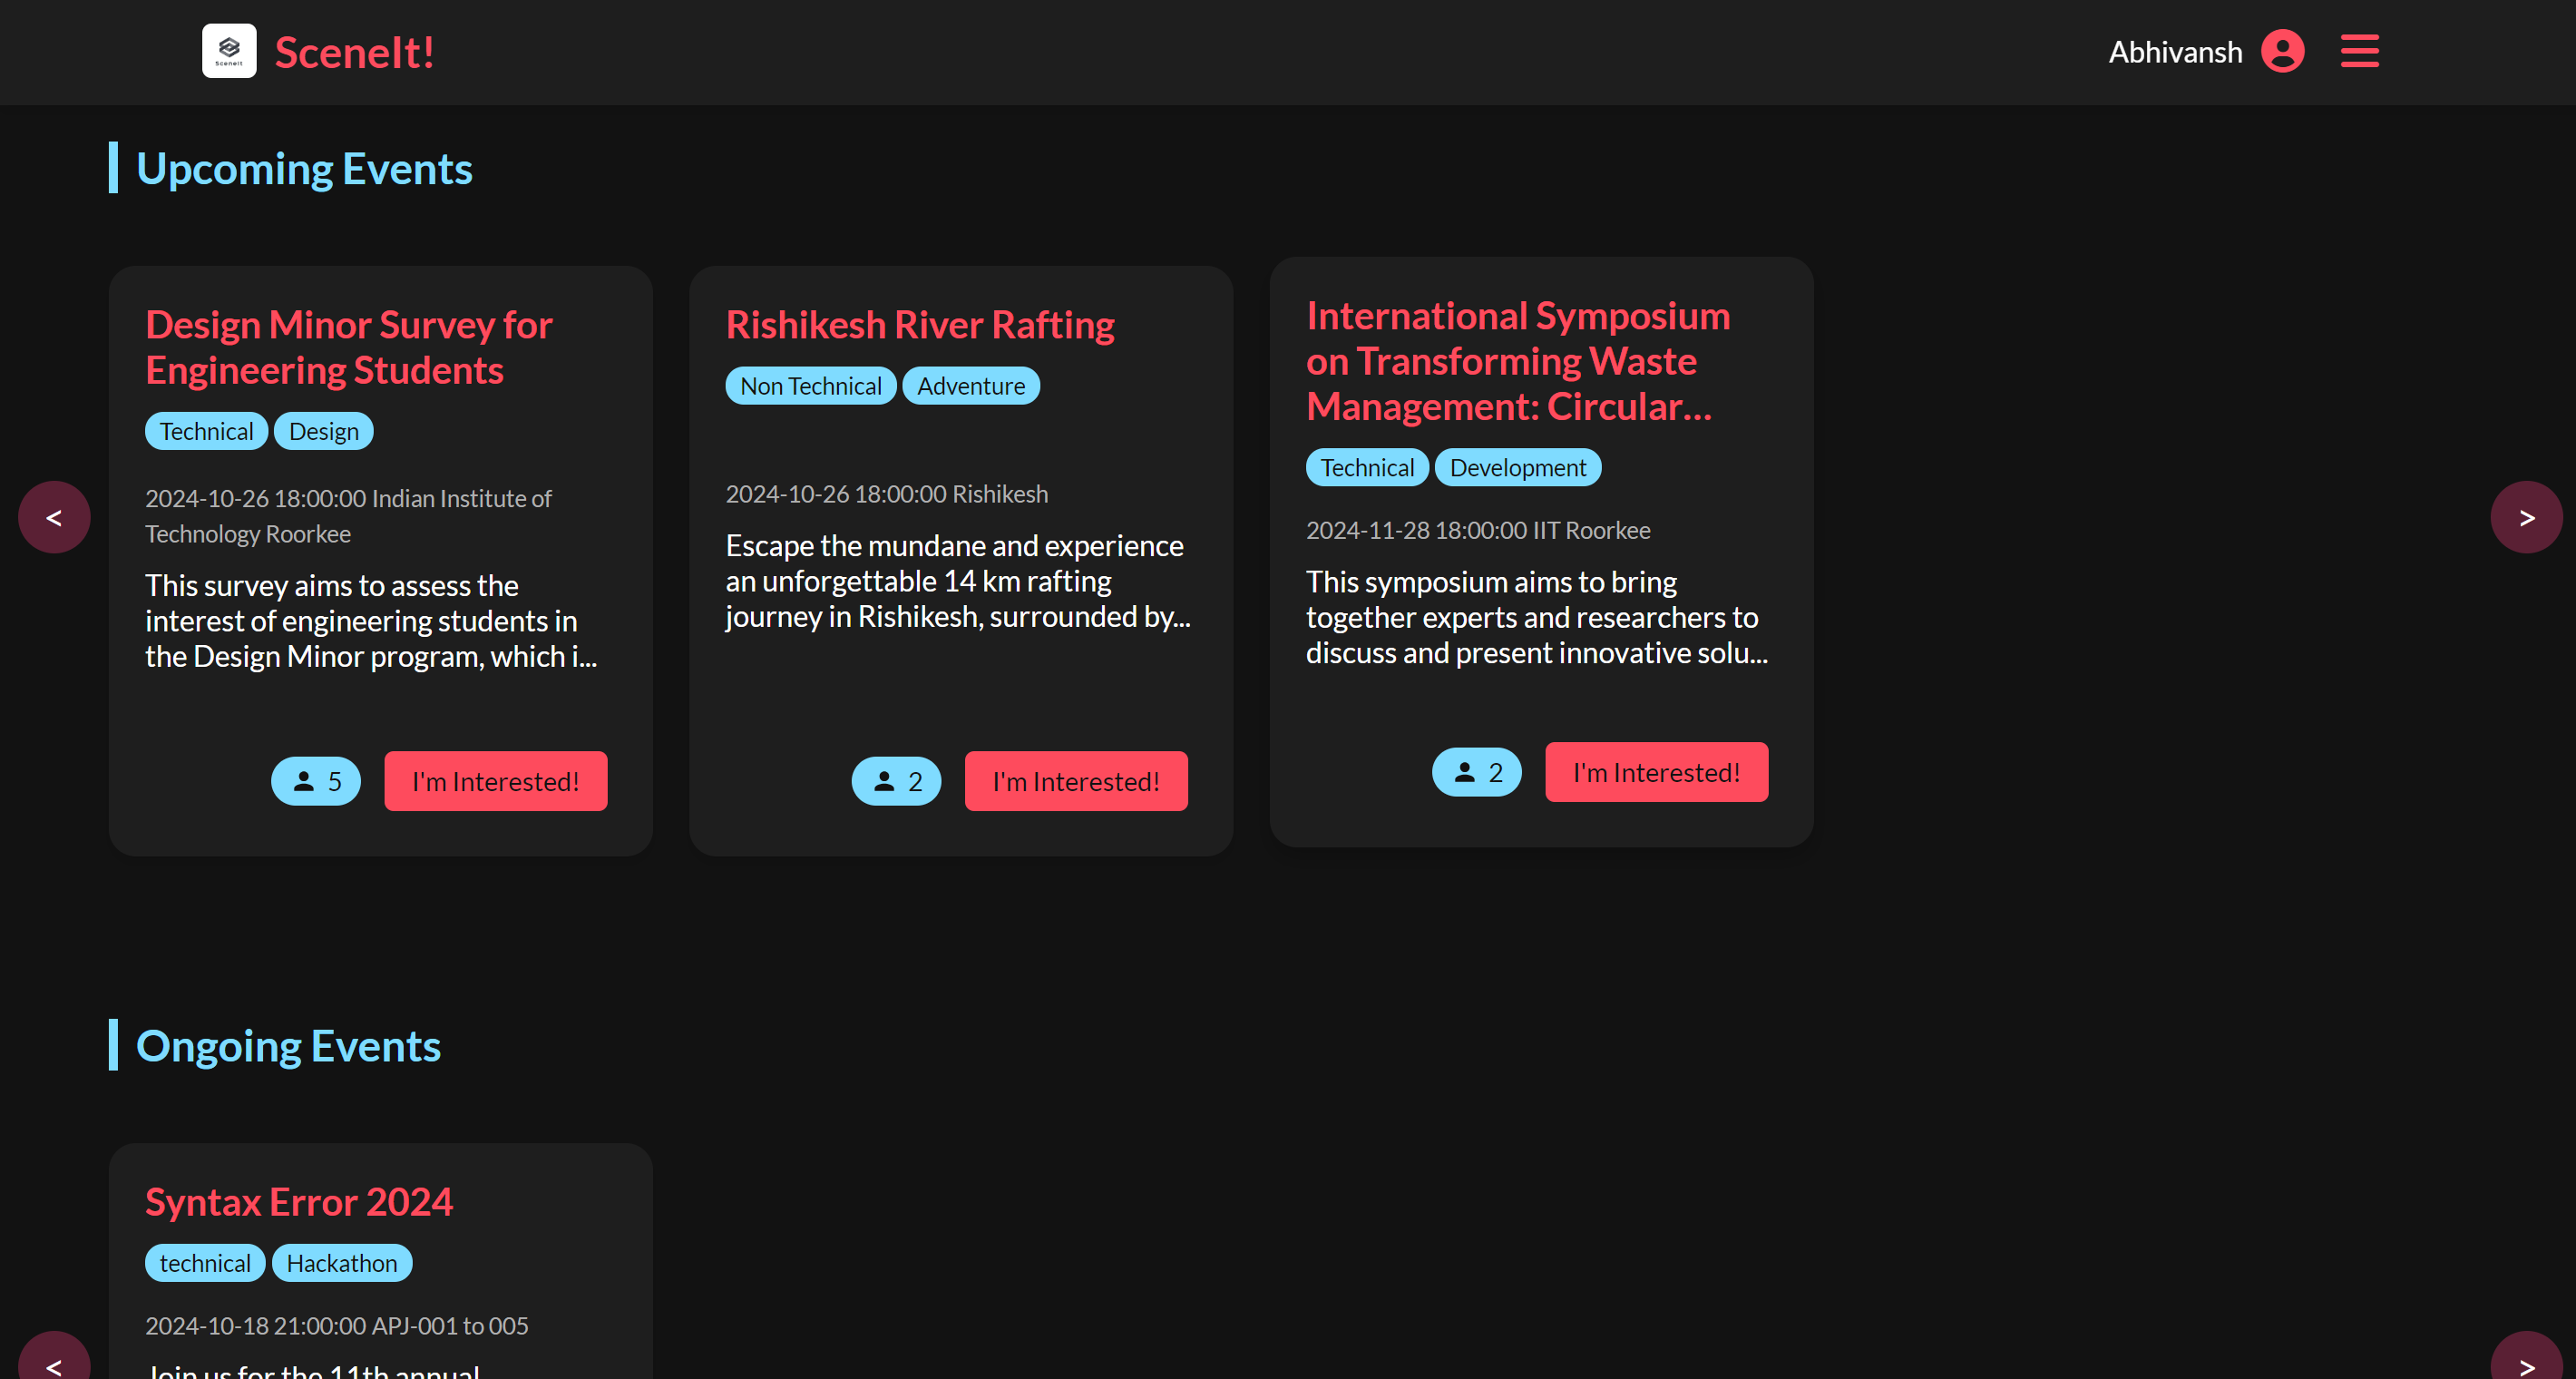 SceneIt
SceneIt!
Abhivansh
Upcoming Events
Design Minor Survey for
Engineering Students
Technical Design
2024-10-26 18:00:00 Indian Institute of
Technology Roorkee
This survey aims to assess the
interest of engineering students in
the Design Minor program, which i...
5 I'm Interested!
Rishikesh River Rafting
Non Technical Adventure
2024-10-26 18:00:00 Rishikesh
Escape the mundane and experience
an unforgettable 14 km rafting
journey in Rishikesh, surrounded by...
2 I'm Interested!
International Symposium
on Transforming Waste
Management: Circular...
Technical Development
2024-11-28 18:00:00 IIT Roorkee
This symposium aims to bring
together experts and researchers to
discuss and present innovative solu...
2 I'm Interested!
< >
Ongoing Events
Syntax Error 2024
technical Hackathon
2024-10-18 21:00:00 APJ-001 to 005
Join us for the 11th annual
< >